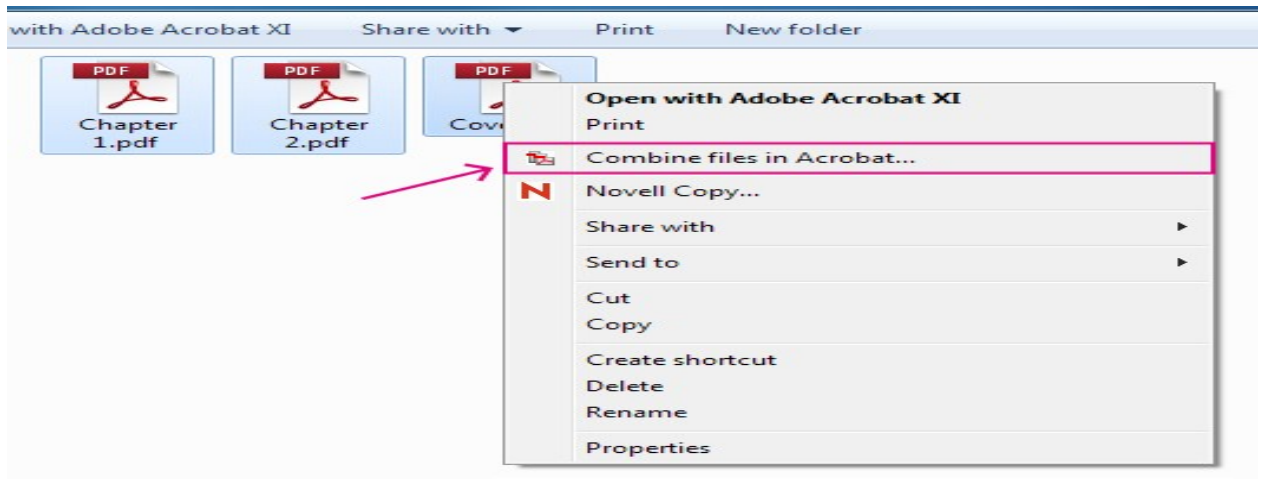 with Adobe Acrobat XI Share with Print New folder
PDF PDF PDF
Chapter 1.pdf
Chapter 2.pdf
Cov
Open with Adobe Acrobat XI
Print
Combine files in Acrobat...
N Novell Copy...
Share with
Send to
Cut
Copy
Create shortcut
Delete
Rename
Properties